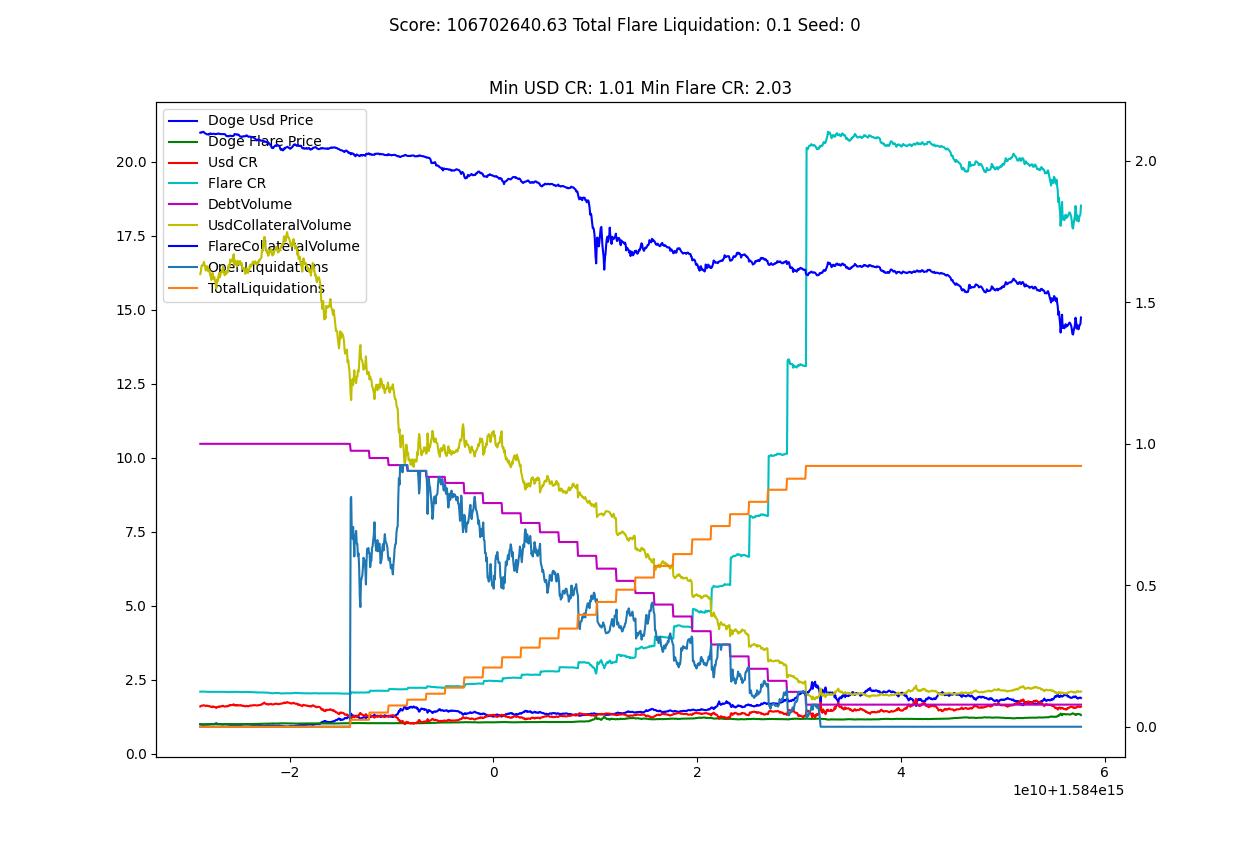 Score: 106702640.63 Total Flare Liquidation: 0.1 Seed: 0
Min USD CR: 1.01 Min Flare CR: 2.03
Doge Usd Price
Doge Flare Price
Usd CR
Flare CR
DebtVolume
UsdCollateralVolume
FlareCollateralVolume
OpenLiquidations
TotalLiquidations
20.0
17.5
15.0
12.5
10.0
7.5
5.0
2.5
0.0
2.0
1.5
1.0
0.5
0.0
−2
0
2
4
6
1e10+1.584e15